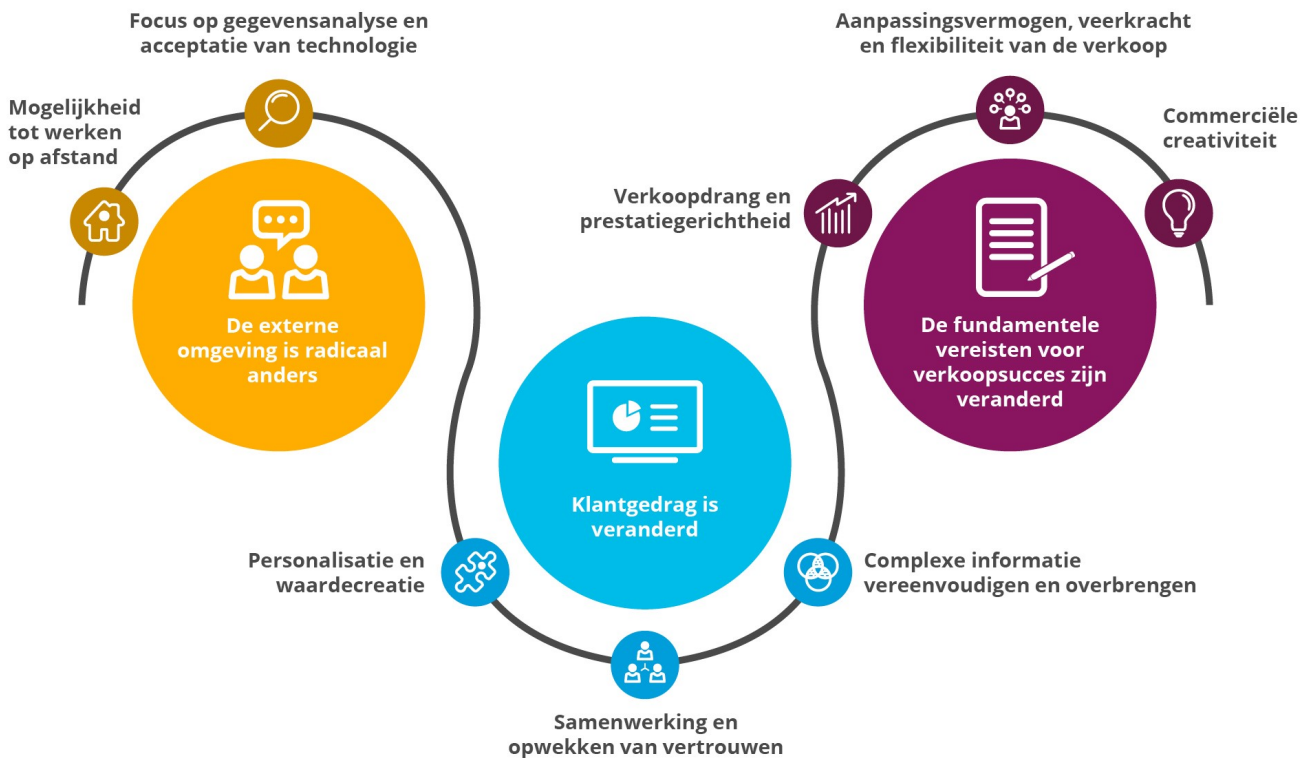 Focus op gegevensanalyse en
acceptatie van technologie
Mogelijkheid
tot werken
op afstand
De externe
omgeving is radicaal
anders
Personalisatie en
waardecreatie
Klantgedrag is
veranderd
Samenwerking en
opwekken van vertrouwen
Complexe informatie
vereenvoudigen en overbrengen
Verkoopdrang en
prestatiegerichtheid
Aanpassingsvermogen, veerkracht
en flexibiliteit van de verkoop
Commerciële
creativiteit
De fundamentele
vereisten voor
verkoopsucces zijn
veranderd